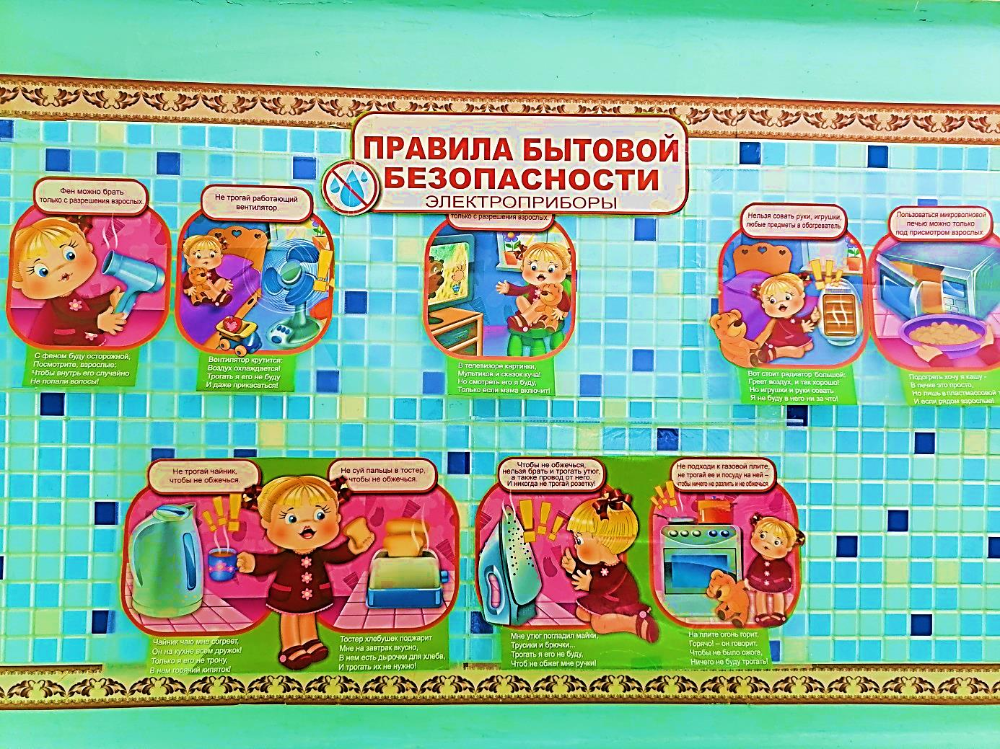 ПРАВИЛА БЫТОВОЙ
БЕЗОПАСНОСТИ
ЭЛЕКТРОПРИБОРЫ
Фен можно брать
только с разрешения взрослых.
С феном буду осторожной,
Посмотрите, взрослые:
Чтобы внутрь его случайно
Не попали волосы!
Не трогай работающий
вентилятор.
Вентилятор крутится:
Воздух охлаждается!
Трогать я его не буду
И даже прикасаться!
только с разрешения взрослых.
В телевизоре картинки,
Мультиков и сказок куча!
Но смотреть его я буду,
Только если мама включит!
Нельзя совать руки, игрушки,
любые предметы в обогреватель.
Вот стоит радиатор большой:
Греет воздух, и так хорошо!
Но игрушки и руки совать
Я не буду в него ни за что!
Пользоваться микроволновой
печью можно только
под присмотром взрослых
Подогреть хочу я кашу -
В печке это просто,
Но лишь в пластмассовой
И если рядом взрослые!
Не трогай чайник,
чтобы не обжечься.
Чайник чаю мне согреет,
Он на кухне всем дружок!
Только я его не трону,
В нем горячий кипяток!
Не суй пальцы в тостер,
чтобы не обжечься.
Тостер хлебушек поджарит
Мне на завтрак вкусно,
В нем есть дырочки для хлеба,
И трогать их не нужно!
Чтобы не обжечься,
нельзя брать и трогать утюг,
а также провод от него.
И никогда не трогай розетку!
Мне утюг погладил майки,
Трусики и брючки...
Трогать я его не буду,
Чтоб не обжег мне ручки!
Не подходи к газовой плите,
не трогай ее и посуду на ней –
чтобы ничего не разлить и не обжечься
На плите огонь горит,
Горячо! – он говорит.
Чтобы не было ожога,
Ничего не буду трогать!